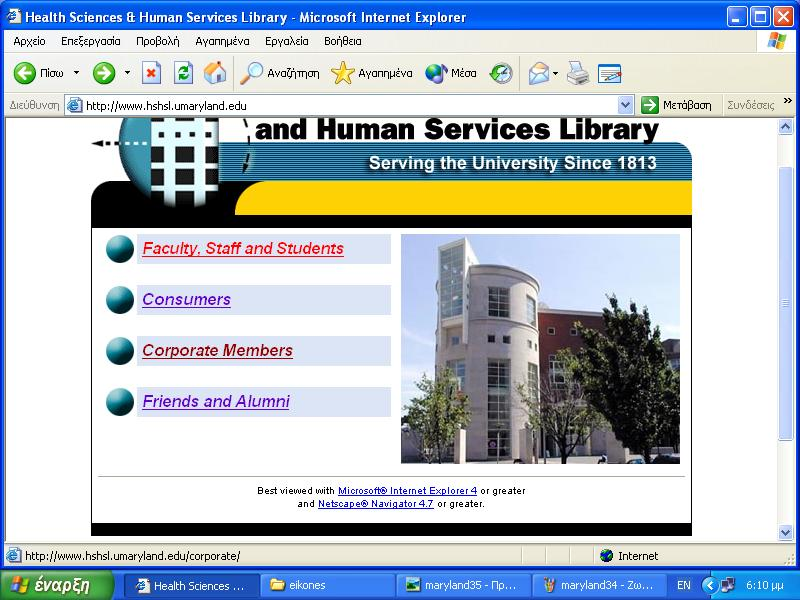 Health Sciences & Human Services Library - Microsoft Internet Explorer
Αρχείο Επεξεργασία Προβολή Αγαπημένα Εργαλεία Βοήθεια
Πίσω Αναζήτηση Αγαπημένα Μέσα
Διεύθυνση http://www.hshsl.umaryland.edu Μετάβαση Συνδέσεις »
and Human Services Library
Serving the University Since 1813
Faculty, Staff and Students
Consumers
Corporate Members
Friends and Alumni
Best viewed with Microsoft® Internet Explorer 4 or greater
and Netscape® Navigator 4.7 or greater.
http://www.hshsl.umaryland.edu/corporate/ Internet
έναρξη Health Sciences ... eikones maryland35 - Πρ... maryland34 - Ζω... EN 6:10 μμ